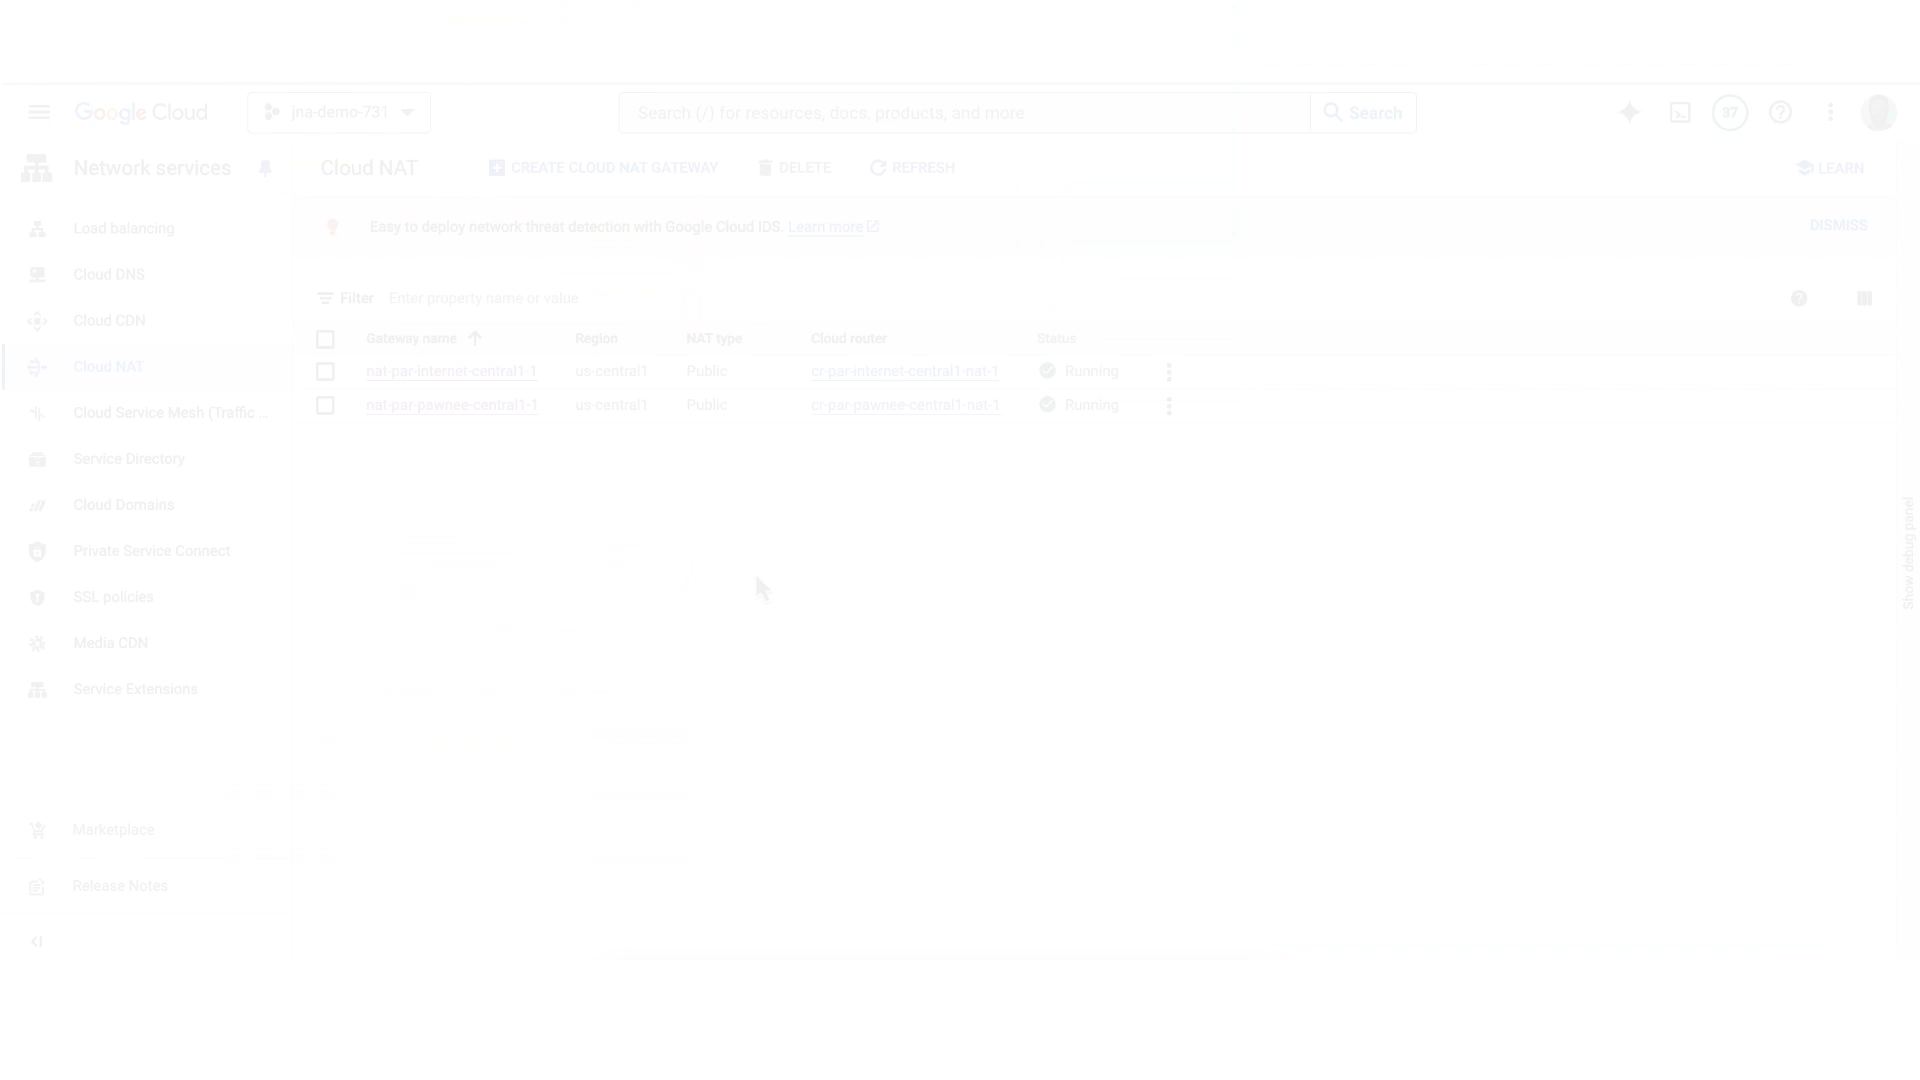 Google Cloud
jna-demo-731
Search (/) for resources, docs, products, and more
Search
37
Network services
Cloud NAT
CREATE CLOUD NAT GATEWAY
DELETE
REFRESH
LEARN
Load balancing
Cloud DNS
Cloud CDN
Cloud NAT
Cloud Service Mesh (Traffic ...
Service Directory
Cloud Domains
Private Service Connect
SSL policies
Media CDN
Service Extensions
Marketplace
Release Notes
Easy to deploy network threat detection with Google Cloud IDS. Learn more
DISMISS
Filter Enter property name or value
Gateway name Region NAT type Cloud router Status
nat-par-internet-central1-1 us-central1 Public cr-par-internet-central1-nat-1 Running
nat-par-pawnee-central1-1 us-central1 Public cr-par-pawnee-central1-nat-1 Running
Show debug panel